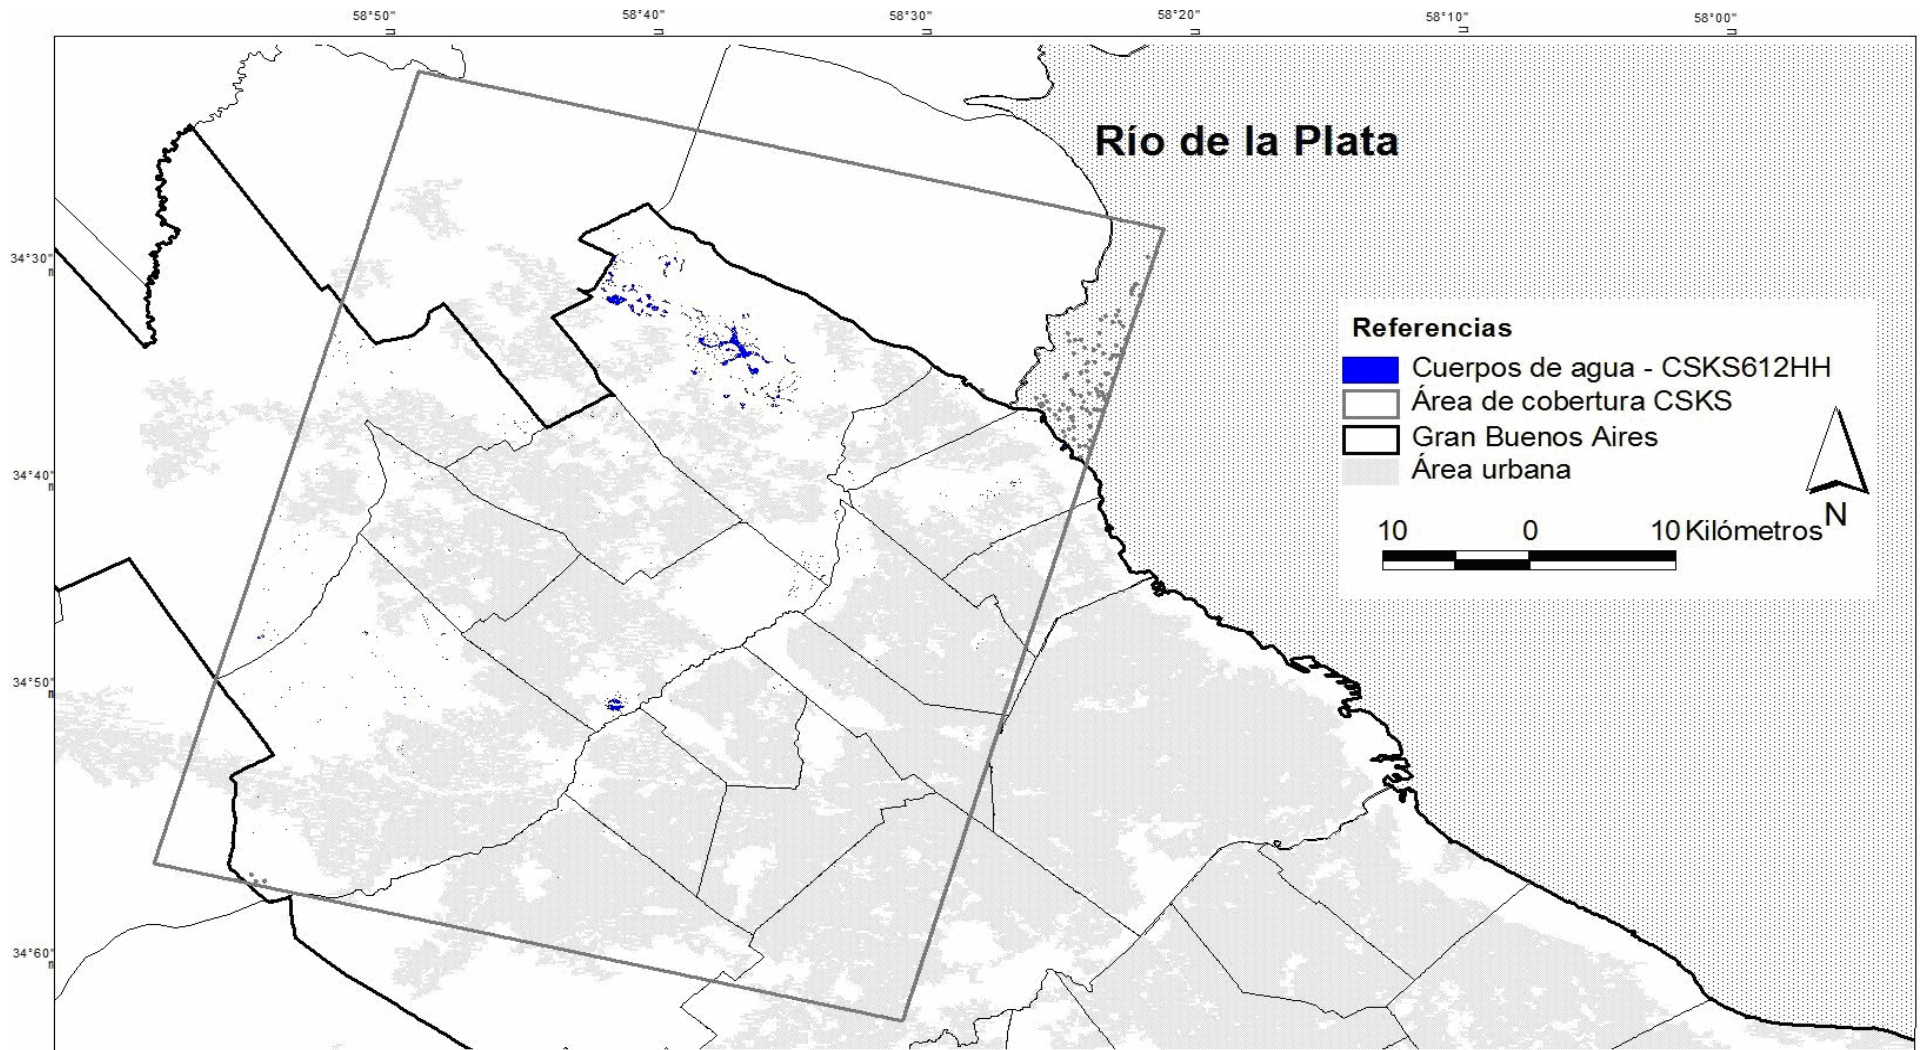 58°50" 58°40" 58°30" 58°20" 58°10" 58°00"
Río de la Plata
34°30"
Referencias
Cuerpos de agua - CSKS612HH
Área de cobertura CSKS
Gran Buenos Aires
Área urbana
34°40"
N
10 0 10 Kilómetros
34°50"
34°60"